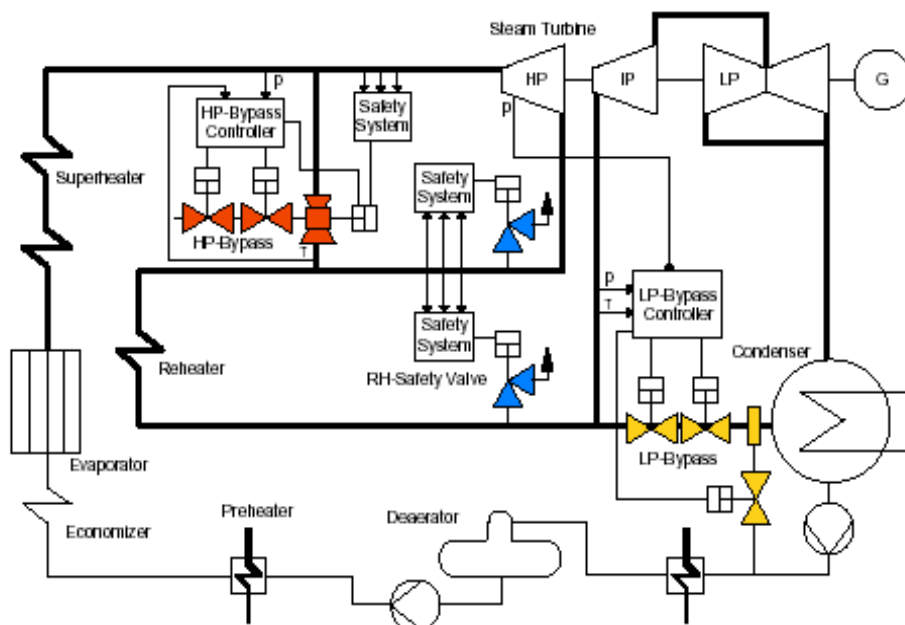 Steam Turbine
HP
IP
LP
G
p
HP-Bypass
Controller
Safety
System
p
Superheater
Safety
System
HP-Bypass
T
p
T
LP-Bypass
Controller
Safety
System
Condenser
Reheater
RH-Safety Valve
LP-Bypass
Evaporator
Economizer
Preheater
Deaerator